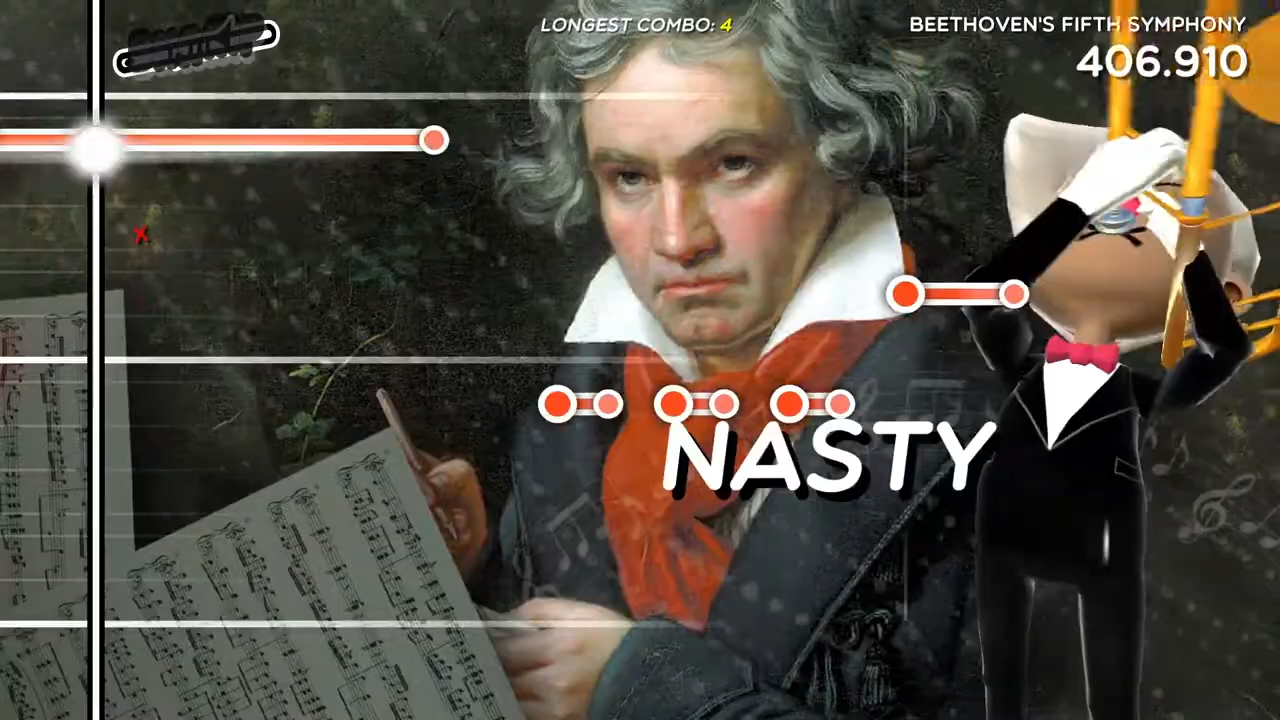 LONGEST COMBO: 4
BEETHOVEN'S FIFTH SYMPHONY
406.910
x
NASTY